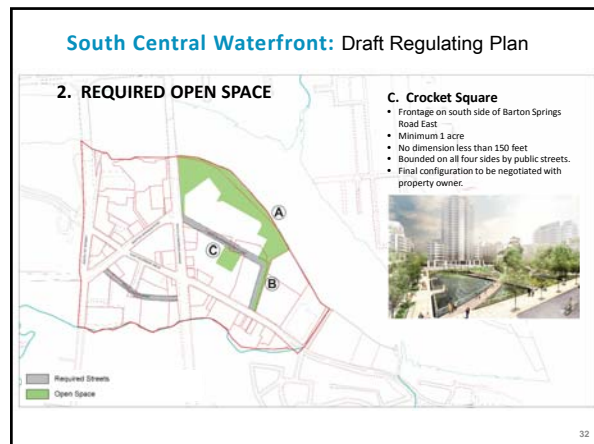 South Central Waterfront: Draft Regulating Plan
2. REQUIRED OPEN SPACE
C. Crocket Square
• Frontage on south side of Barton Springs
Road East
• Minimum 1 acre
• No dimension less than 150 feet
• Bounded on all four sides by public streets.
• Final configuration to be negotiated with
property owner.
A
C
B
Required Streets
Open Space
32